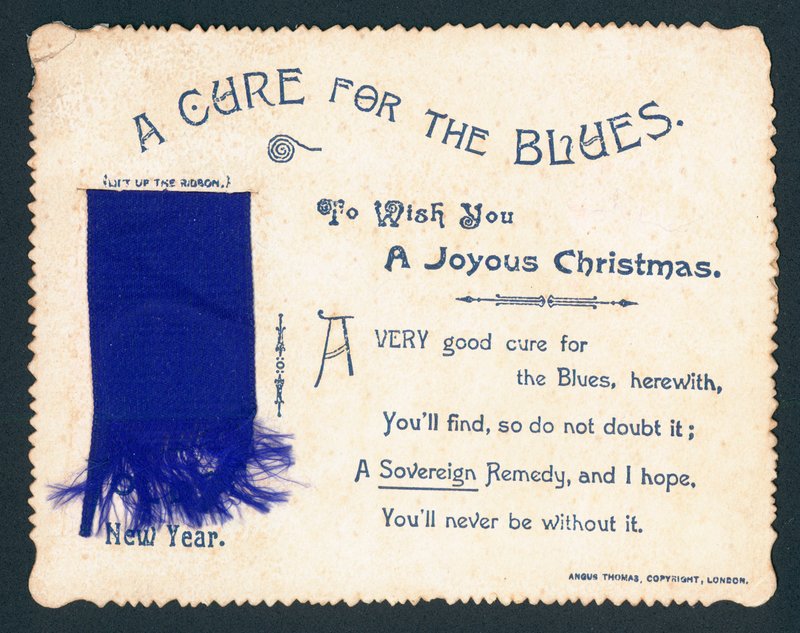 A CURE FOR THE BLUES.
{LIFT UP THE RIBBON.}
To Wish You
A Joyous Christmas.
A VERY good cure for
the Blues, herewith,
You'll find, so do not doubt it;
A Sovereign Remedy, and I hope,
You'll never be without it.
New Year.
ANGUS THOMAS, COPYRIGHT, LONDON.